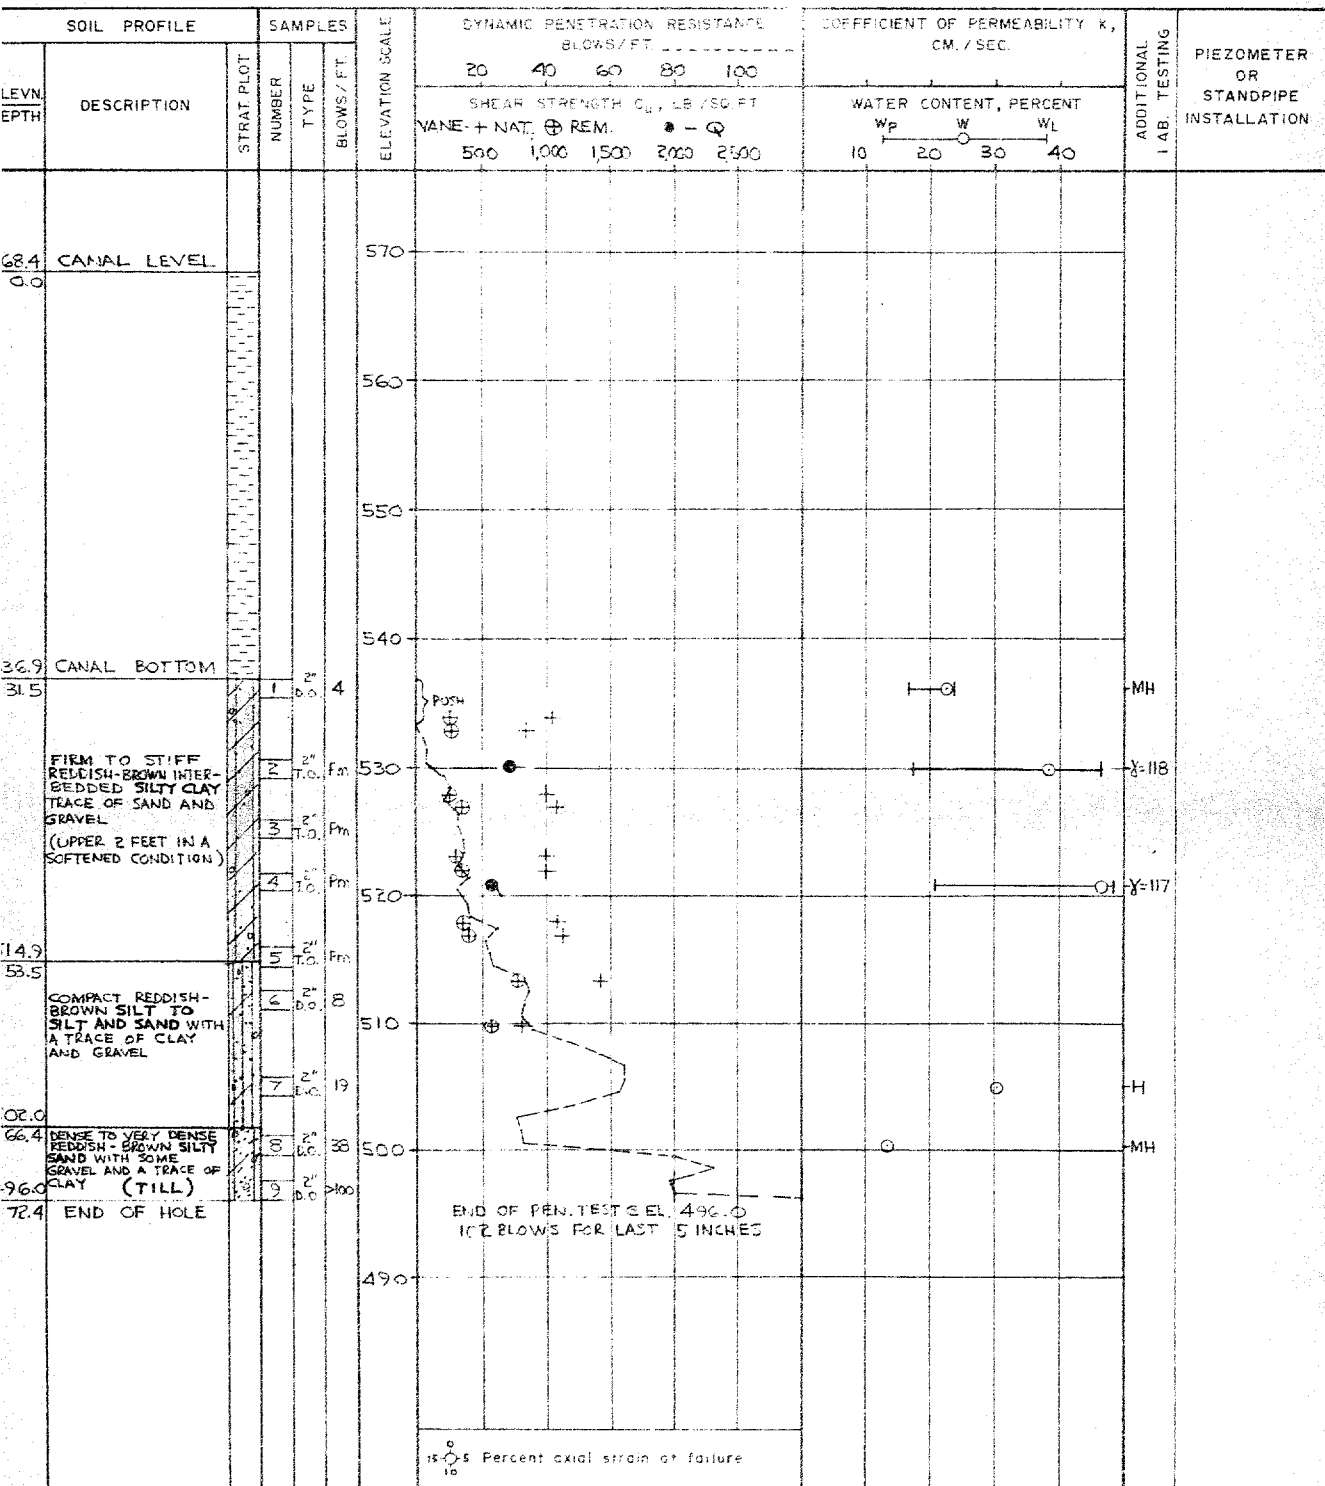 SOIL PROFILE
SAMPLES
ELEVATION SCALE
DYNAMIC PENETRATION RESISTANCE
BLOWS/FT.
20 40 60 80 100
COEFFICIENT OF PERMEABILITY K,
CM./SEC.
ADDITIONAL
LAB. TESTING
PIEZOMETER
OR
STANDPIPE
INSTALLATION
LEVN.
EPTH
DESCRIPTION
STRAT. PLOT
NUMBER
TYPE
BLOWS/FT.
SHEAR STRENGTH Cu, LB/SQ.FT
VANE-+ NAT. ⊕ REM. ● - Q
500 1,000 1,500 2,000 2,500
WATER CONTENT, PERCENT
Wp W WL
10 20 30 40
570
68.4 CANAL LEVEL
0.0
560
550
540
36.9 CANAL BOTTOM
31.5
1 2" D.O. 4
MH
PUSH
FIRM TO STIFF
REDDISH-BROWN INTER-
BEDDED SILTY CLAY
TRACE OF SAND AND
GRAVEL
(UPPER 2 FEET IN A
SOFTENED CONDITION)
2 2" T.O. Pm
530
γ=118
3 2" T.O. Pm
4 2" T.O. Pm
520
γ=117
14.9
53.5
5 2" T.O. Pm
COMPACT REDDISH-
BROWN SILT TO
SILT AND SAND WITH
A TRACE OF CLAY
AND GRAVEL
6 2" D.O. 8
510
7 2" D.O. 19
H
02.0
66.4
DENSE TO VERY DENSE
REDDISH-BROWN SILTY
SAND WITH SOME
GRAVEL AND A TRACE OF
CLAY (TILL)
8 2" D.O. 38
500
MH
9 2" D.O. >100
96.0
72.4 END OF HOLE
END OF PEN. TEST @ EL. 496.0
102 BLOWS FOR LAST 5 INCHES
490
0
15 5 Percent axial strain at failure
10